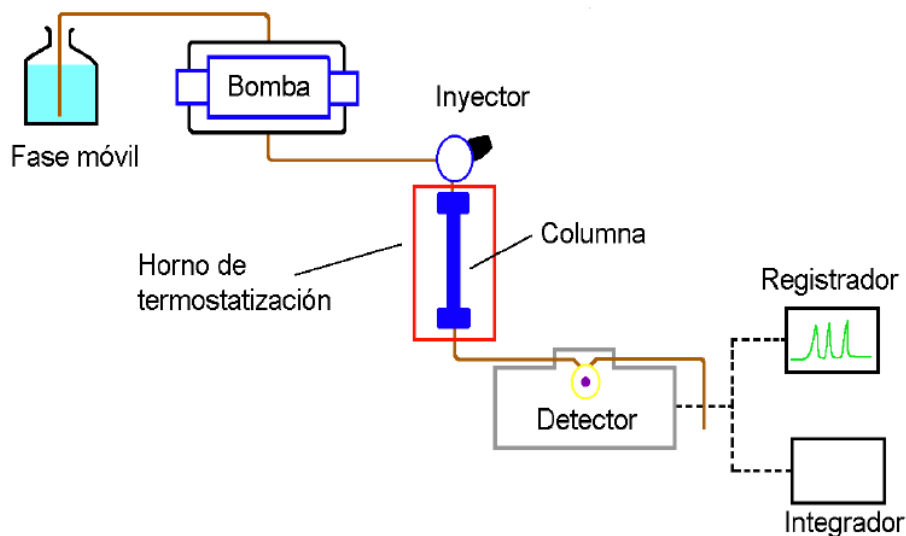 Bomba
Inyector
Fase móvil
Columna
Horno de
termostatización
Registrador
Detector
Integrador